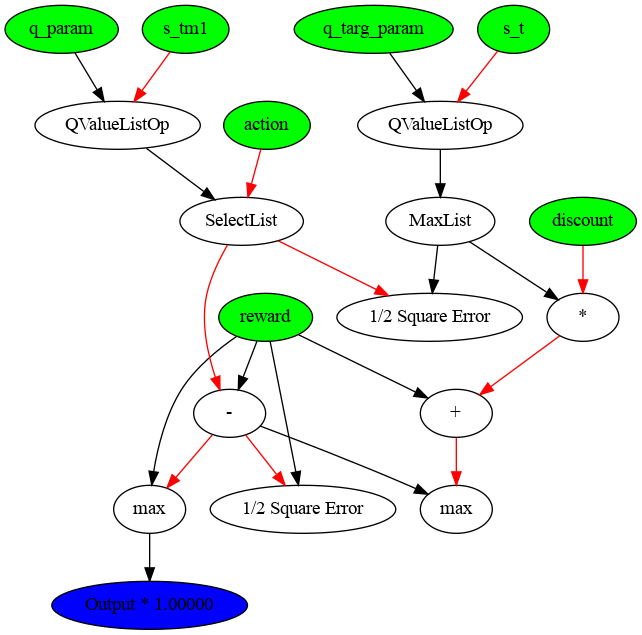 q_param
s_tm1
q_targ_param
s_t
QValueListOp
action
QValueListOp
SelectList
MaxList
discount
reward
1/2 Square Error
*
-
+
max
1/2 Square Error
max
Output * 1.00000